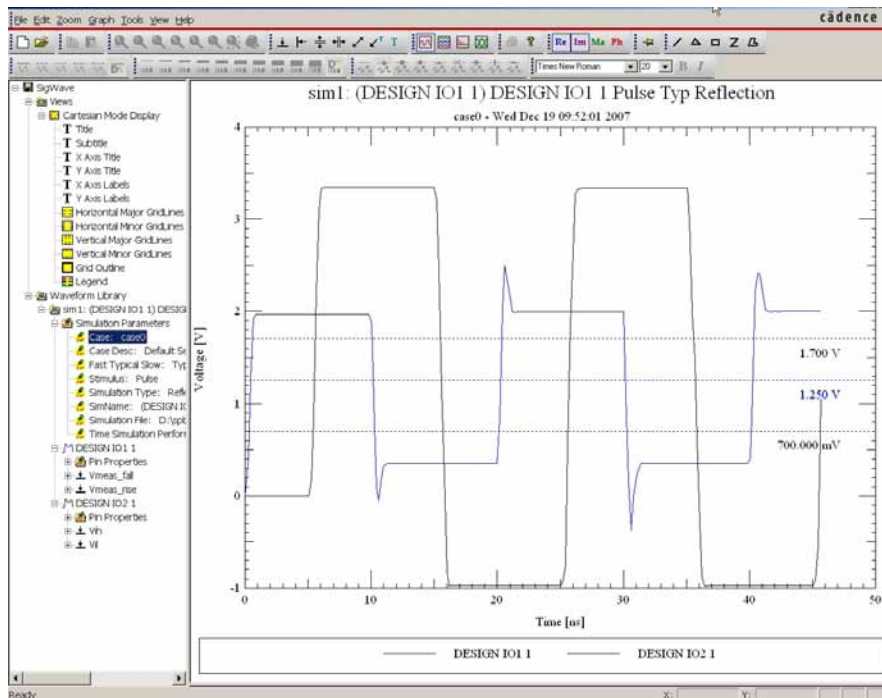 File Edit Zoom Graph Tools View Help
cādence
Re Im Ma Ph
Times New Roman 20 B I
SigWave
Views
Cartesian Mode Display
Title
Subtitle
X Axis Title
Y Axis Title
X Axis Labels
Y Axis Labels
Horizontal Major GridLines
Horizontal Minor GridLines
Vertical Major GridLines
Vertical Minor GridLines
Grid Outline
Legend
Waveform Library
sim1: (DESIGN IO1 1) DESIG
Simulation Parameters
Case: case0
Case Desc: Default Se
Fast Typical Slow: Typ
Stimulus: Pulse
Simulation Type: Refle
SimName: (DESIGN IO
Simulation File:
Time Simulation Perform
DESIGN IO1 1
Pin Properties
Vmeas_fall
Vmeas_rise
DESIGN IO2 1
Pin Properties
Vih
Vil
sim1: (DESIGN IO1 1) DESIGN IO1 1 Pulse Typ Reflection
case0 - Wed Dec 19 09:52:01 2007
4
3
2
1
0
-1
Voltage [V]
1.700 V
1.250 V
700.000 mV
0 10 20 30 40 50
Time [ns]
DESIGN IO1 1 DESIGN IO2 1
Ready
X: Y: